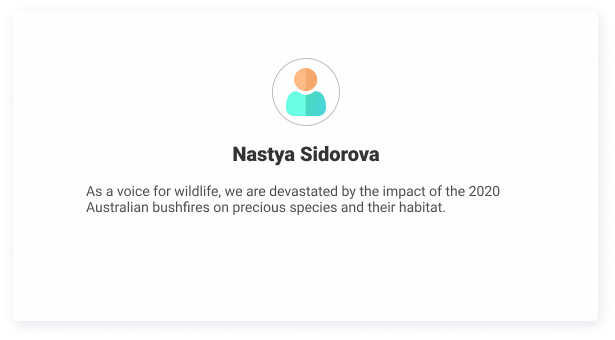 Nastya Sidorova
As a voice for wildlife, we are devastated by the impact of the 2020
Australian bushfires on precious species and their habitat.